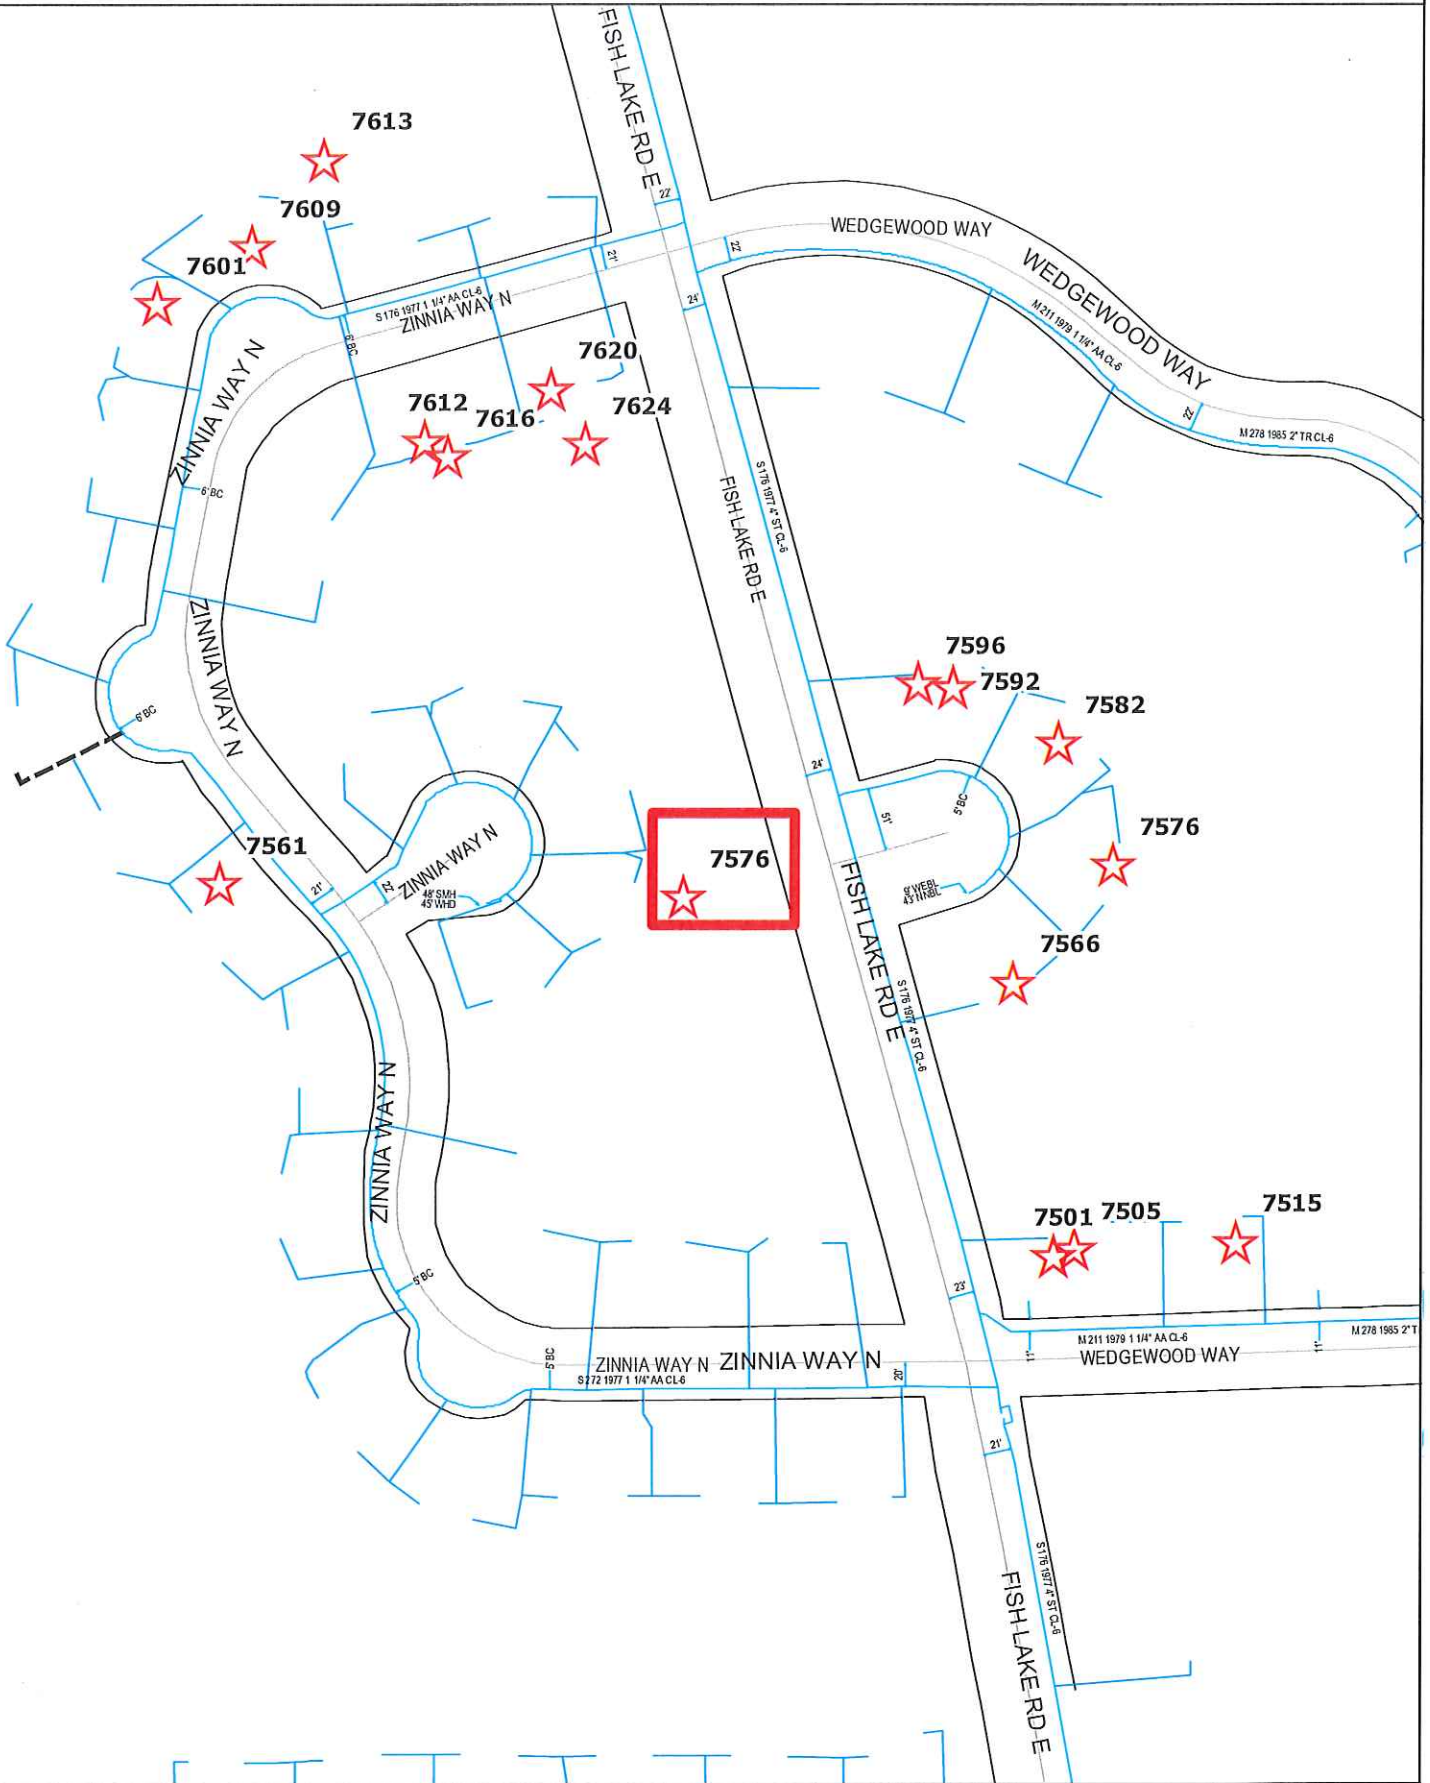 FISH LAKE RD E
7613
22'
7609
WEDGEWOOD WAY
22'
21'
WEDGEWOOD WAY
7601
24'
S 176 1977 1 1/4" AA CL-6
ZINNIA WAY N
M 211 1979 1 1/4" AA CL-6
6' BC
7620
ZINNIA WAY N
7612
7616
7624
22'
M 278 1985 2" TR CL-6
6' BC
S 176 1977 4" ST CL-6
FISH LAKE RD E
ZINNIA WAY N
7596
7592
7582
6' BC
24'
5' BC
51'
7576
7561
ZINNIA WAY N
7576
21'
22'
48' SMH
45' WHD
9' WEBL
43' NNBL
FISH LAKE RD E
7566
S 176 1977 4" ST CL-6
ZINNIA WAY N
7501
7505
7515
5' BC
23'
M 211 1979 1 1/4" AA CL-6
M 278 1985 2" T
11'
11'
WEDGEWOOD WAY
5' BC
ZINNIA WAY N
ZINNIA WAY N
20'
S 272 1977 1 1/4" AA CL-6
21'
S 176 1977 4" ST CL-6
FISH LAKE RD E